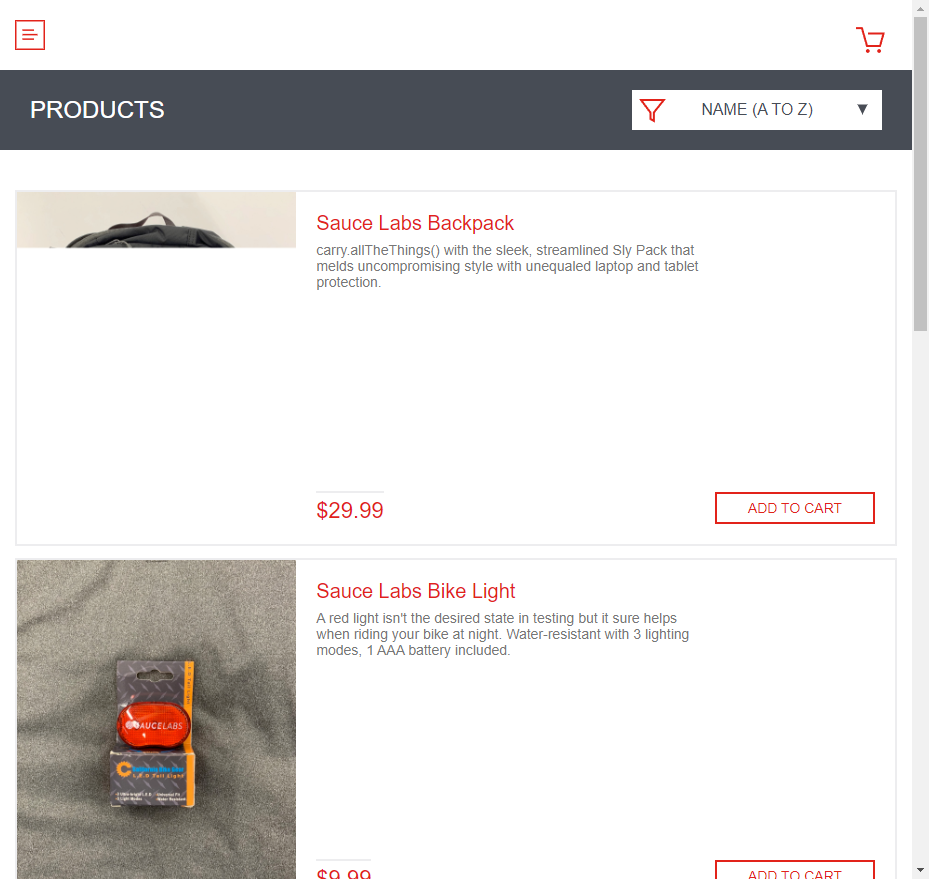 PRODUCTS
NAME (A TO Z)
Sauce Labs Backpack
carry.allTheThings() with the sleek, streamlined Sly Pack that
melds uncompromising style with unequaled laptop and tablet
protection.
$29.99
ADD TO CART
Sauce Labs Bike Light
A red light isn't the desired state in testing but it sure helps
when riding your bike at night. Water-resistant with 3 lighting
modes, 1 AAA battery included.
SAUCELABS
L.E.D Tail Light
$9.99
ADD TO CART